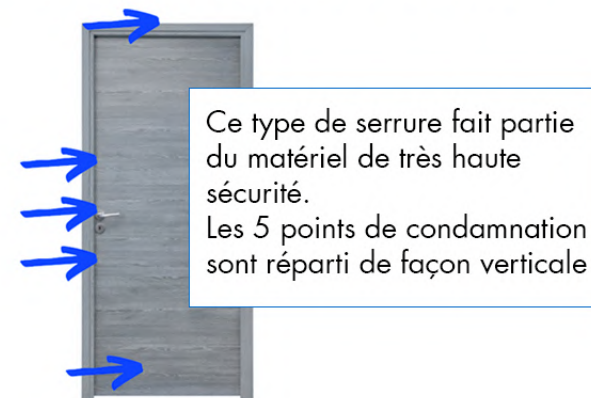 Ce type de serrure fait partie
du matériel de très haute
sécurité.
Les 5 points de condamnation
sont réparti de façon verticale